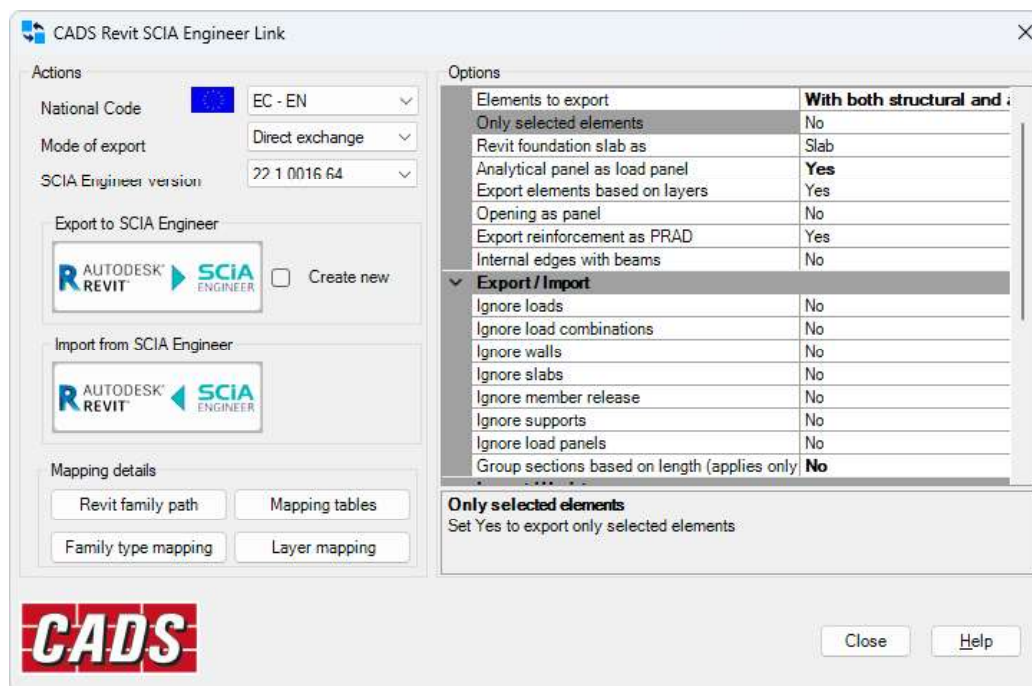 CADS Revit SCIA Engineer Link
Actions
National Code
EC - EN
Mode of export
Direct exchange
SCIA Engineer version
22.1.0016.64
Export to SCIA Engineer
AUTODESK REVIT SCIA ENGINEER
Create new
Import from SCIA Engineer
AUTODESK REVIT SCIA ENGINEER
Mapping details
Revit family path
Mapping tables
Family type mapping
Layer mapping
Options
Elements to export With both structural and
Only selected elements No
Revit foundation slab as Slab
Analytical panel as load panel Yes
Export elements based on layers Yes
Opening as panel No
Export reinforcement as PRAD Yes
Internal edges with beams No
Export / Import
Ignore loads No
Ignore load combinations No
Ignore walls No
Ignore slabs No
Ignore member release No
Ignore supports No
Ignore load panels No
Group sections based on length (applies only No
Only selected elements
Set Yes to export only selected elements
CADS
Close
Help